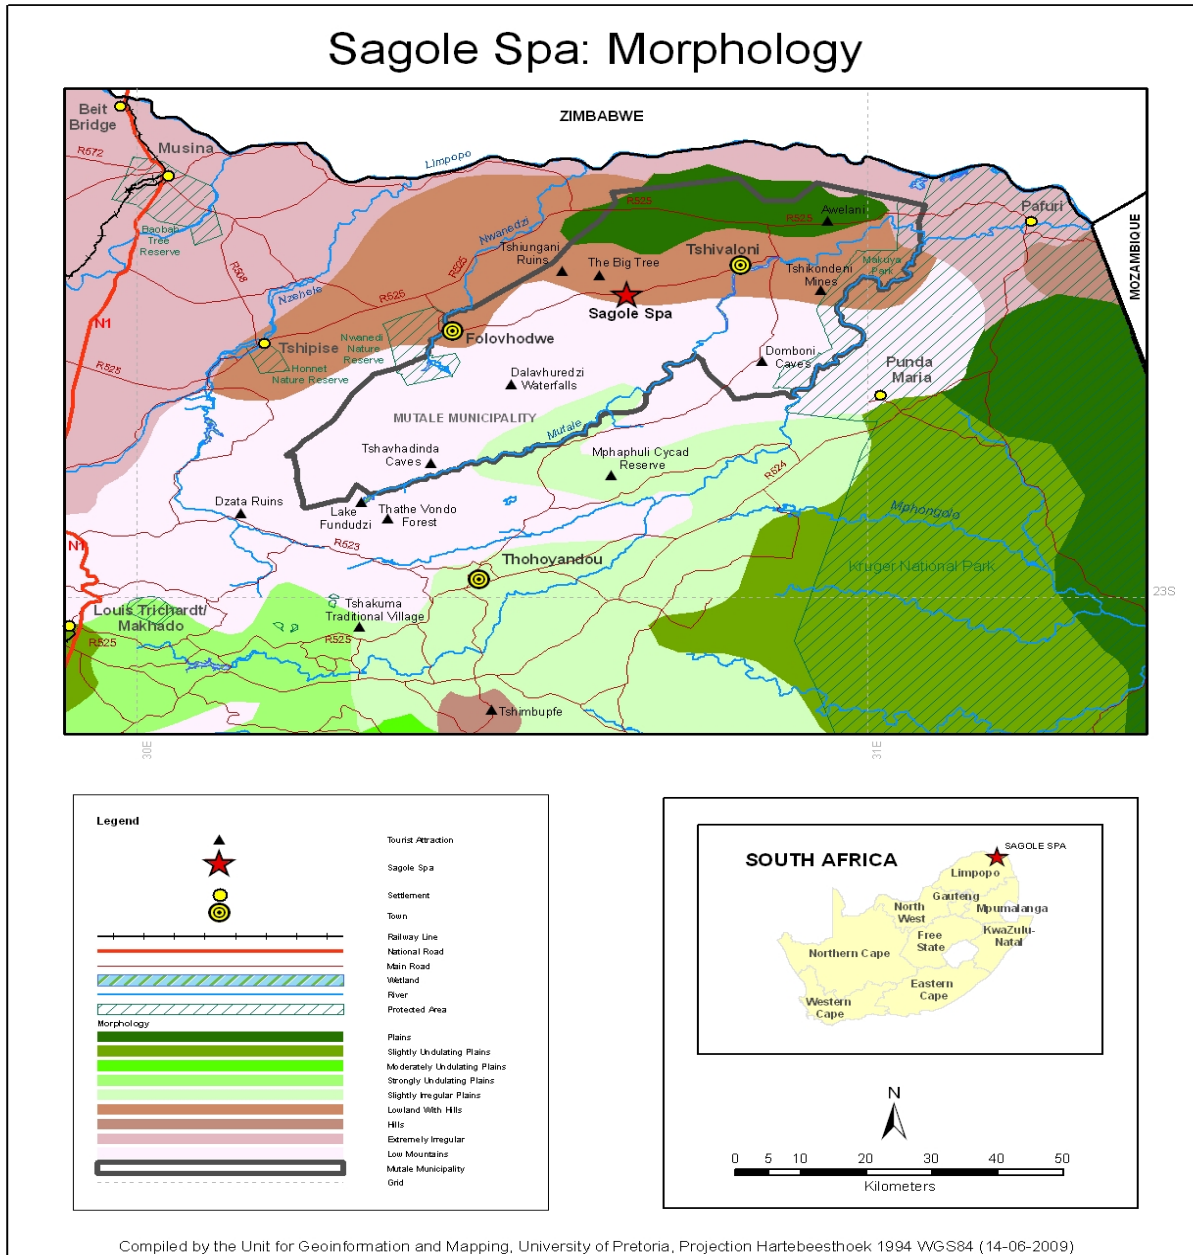 Sagole Spa: Morphology
ZIMBABWE
Beit
Bridge
Musina
R572
Limpopo
Baobab
Tree
Reserve
R508
Nzehele
Nwanedzi
R525
R525
R525
R525
Tshiungani
Ruins
The Big Tree
Awelani
Pafuri
MOZAMBIQUE
Tshivaloni
Makuya
Park
Tshikondeni
Mines
Sagole Spa
N1
Tshipise
Folovhodwe
Nwanedi
Nature
Reserve
Honnet
Nature Reserve
R525
Dalavhuredzi
Waterfalls
Domboni
Caves
Punda
Maria
MUTALE MUNICIPALITY
Mutale
Tshavhadinda
Caves
Mphaphuli Cycad
Reserve
R524
Dzata Ruins
Lake
Fundudzi
Thathe Vondo
Forest
Mphongolo
N1
R523
Thohoyandou
Kruger National Park
23S
Louis Trichardt/
Makhado
Tshakuma
Traditional Village
R525
R525
Tshimbupfe
30E
31E
Legend
Tourist Attraction
Sagole Spa
Settlement
Town
Railway Line
National Road
Main Road
Wetland
River
Protected Area
Morphology
Plains
Slightly Undulating Plains
Moderately Undulating Plains
Strongly Undulating Plains
Slightly Irregular Plains
Lowland With Hills
Hills
Extremely Irregular
Low Mountains
Mutale Municipality
Grid
SOUTH AFRICA
SAGOLE SPA
Limpopo
Gauteng
Mpumalanga
North
West
KwaZulu-
Natal
Free
State
Northern Cape
Eastern
Cape
Western
Cape
N
0 5 10 20 30 40 50
Kilometers
Compiled by the Unit for Geoinformation and Mapping, University of Pretoria, Projection Hartebeesthoek 1994 WGS84 (14-06-2009)